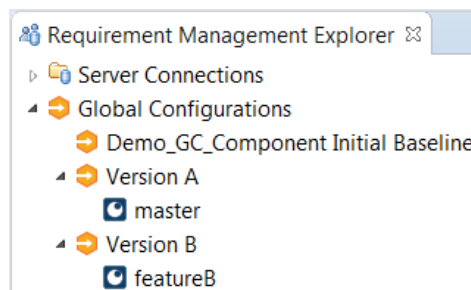 Requirement Management Explorer
Server Connections
Global Configurations
Demo_GC_Component Initial Baseline
Version A
master
Version B
featureB